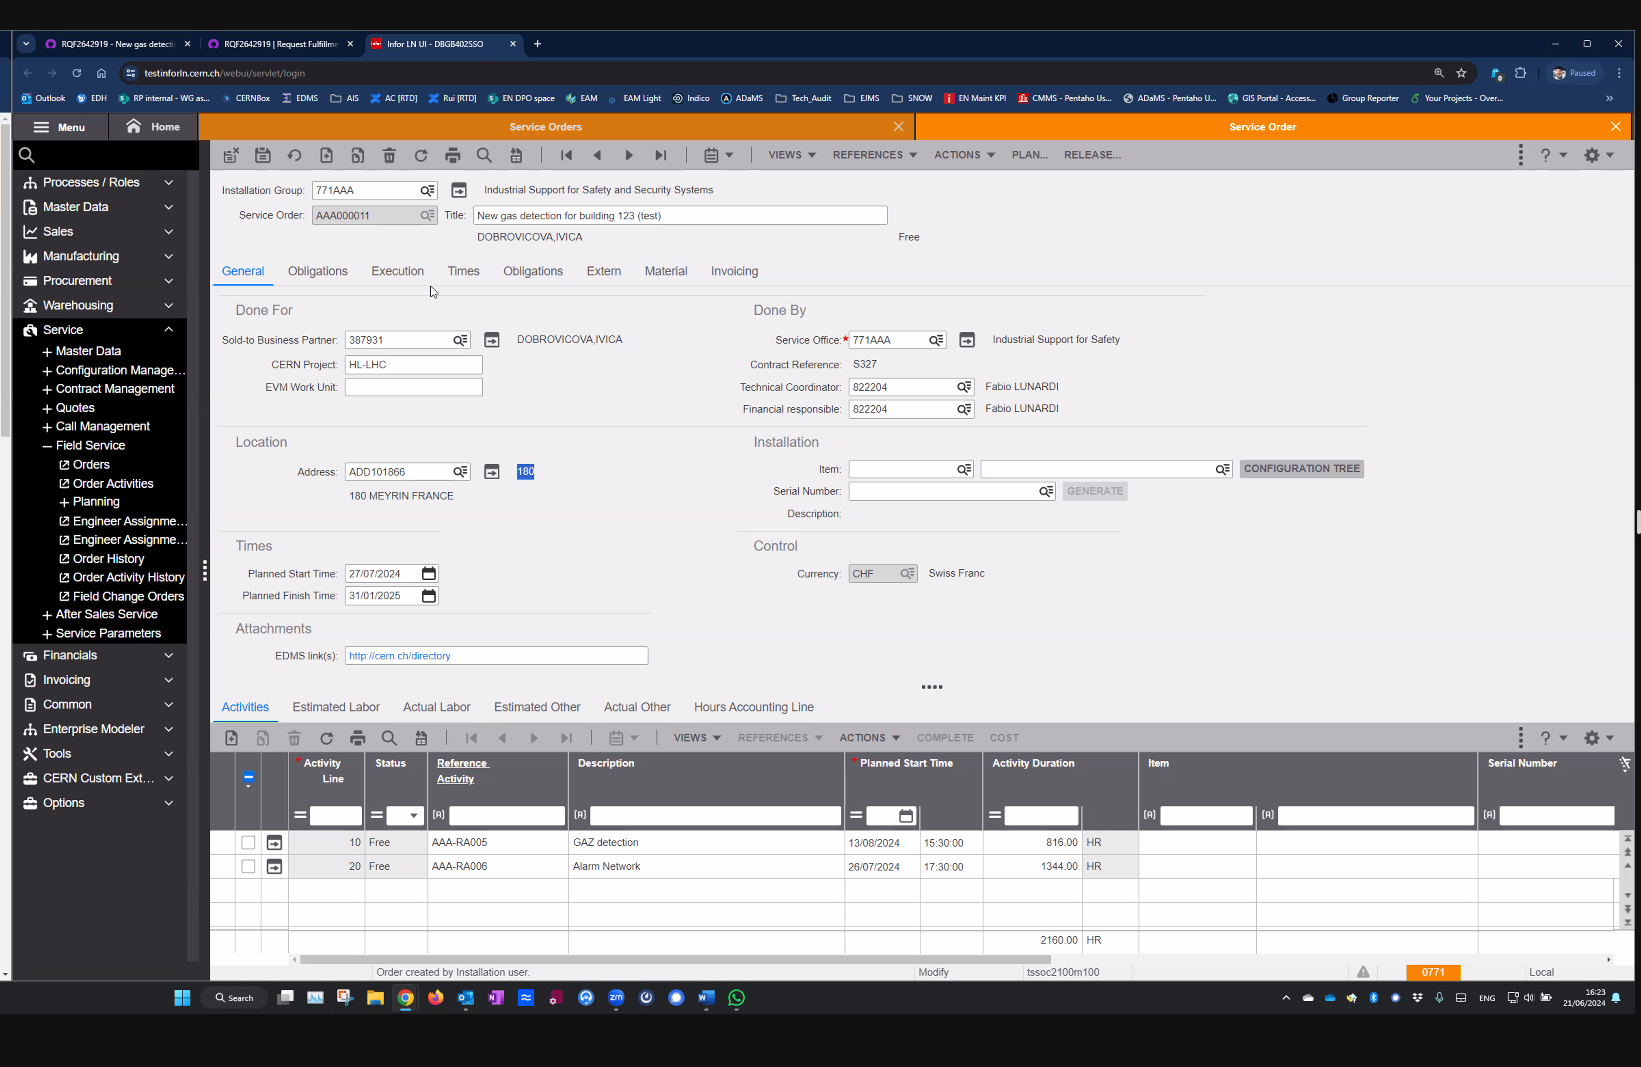 RQF2642919 - New gas detecti
RQF2642919 | Request Fulfillme
Infor LN UI - DBGB402SSO
testinforln.cern.ch/webui/servlet/login
Paused
Outlook
EDH
RP internal - WG as...
CERNBox
EDMS
AIS
AC [RTD]
Rui [RTD]
EN DPO space
EAM
EAM Light
Indico
ADaMS
Tech_Audit
EJMS
SNOW
EN Maint KPI
CMMS - Pentaho Us...
ADaMS - Pentaho U...
GIS Portal - Access...
Group Reporter
Your Projects - Over...
Menu
Home
Service Orders
Service Order
VIEWS
REFERENCES
ACTIONS
PLAN...
RELEASE...
Processes / Roles
Master Data
Sales
Manufacturing
Procurement
Warehousing
Service
Master Data
Configuration Manage...
Contract Management
Quotes
Call Management
Field Service
Orders
Order Activities
Planning
Engineer Assignme...
Engineer Assignme...
Order History
Order Activity History
Field Change Orders
After Sales Service
Service Parameters
Financials
Invoicing
Common
Enterprise Modeler
Tools
CERN Custom Ext...
Options
Installation Group: 771AAA Industrial Support for Safety and Security Systems
Service Order: AAA000011 Title: New gas detection for building 123 (test)
DOBROVICOVA,IVICA Free
General Obligations Execution Times Obligations Extern Material Invoicing
Done For
Sold-to Business Partner: 387931 DOBROVICOVA,IVICA
CERN Project: HL-LHC
EVM Work Unit:
Done By
Service Office:* 771AAA Industrial Support for Safety
Contract Reference: S327
Technical Coordinator: 822204 Fabio LUNARDI
Financial responsible: 822204 Fabio LUNARDI
Location
Address: ADD101866 180
180 MEYRIN FRANCE
Installation
Item: CONFIGURATION TREE
Serial Number: GENERATE
Description:
Times
Planned Start Time: 27/07/2024
Planned Finish Time: 31/01/2025
Control
Currency: CHF Swiss Franc
Attachments
EDMS link(s): http://cern.ch/directory
Activities Estimated Labor Actual Labor Estimated Other Actual Other Hours Accounting Line
VIEWS REFERENCES ACTIONS COMPLETE COST
* Activity Line Status Reference Activity Description * Planned Start Time Activity Duration Item Serial Number
10 Free AAA-RA005 GAZ detection 13/08/2024 15:30:00 816.00 HR
20 Free AAA-RA006 Alarm Network 26/07/2024 17:30:00 1344.00 HR
2160.00 HR
Order created by Installation user. Modify tssoc2100m100 0771 Local
Search
ENG
16:23
21/06/2024